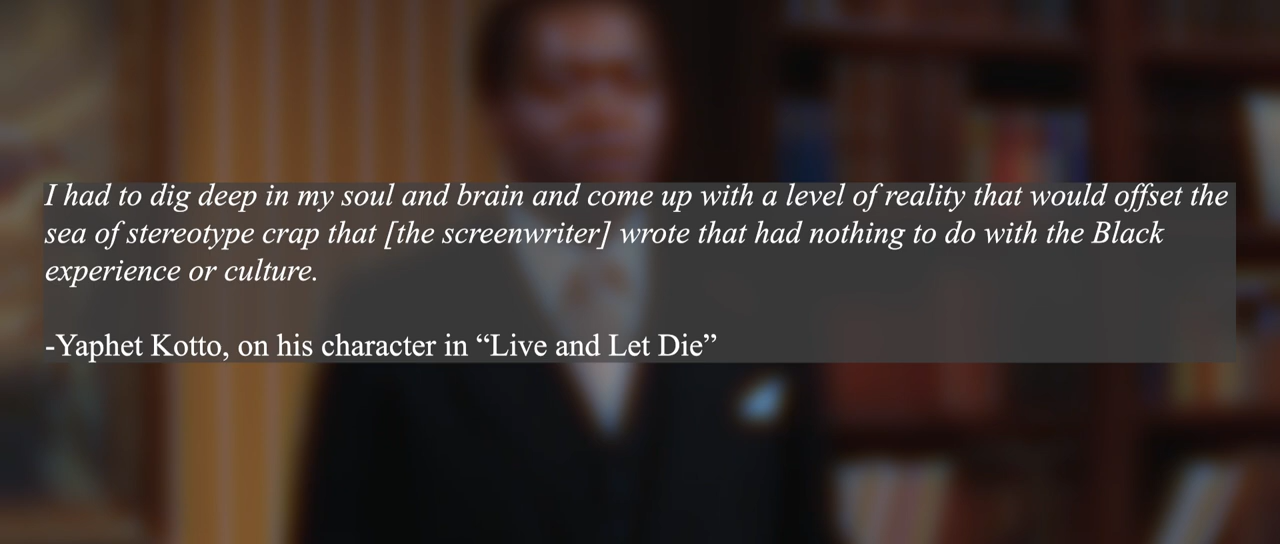 I had to dig deep in my soul and brain and come up with a level of reality that would offset the
sea of stereotype crap that [the screenwriter] wrote that had nothing to do with the Black
experience or culture.
-Yaphet Kotto, on his character in “Live and Let Die”